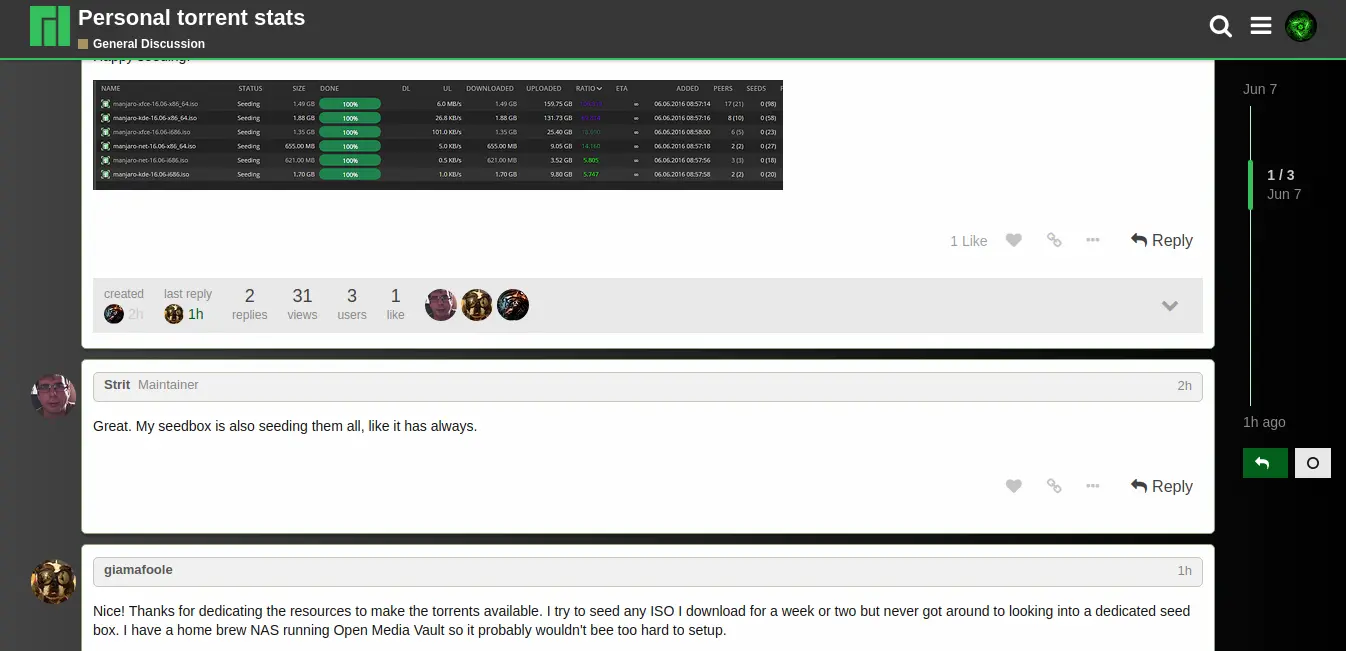 Personal torrent stats
General Discussion
Happy seeding!
NAME STATUS SIZE DONE DL UL DOWNLOADED UPLOADED RATIO ETA ADDED PEERS SEEDS
manjaro-xfce-16.06-x86_64.iso Seeding 1.49 GB 100% 6.0 MB/s 1.49 GB 159.75 GB ∞ 06.06.2016 08:57:14 17 (21) 0 (98)
manjaro-kde-16.06-x86_64.iso Seeding 1.88 GB 100% 26.8 KB/s 1.88 GB 131.73 GB ∞ 06.06.2016 08:57:16 8 (10) 0 (58)
manjaro-xfce-16.06-i686.iso Seeding 1.35 GB 100% 101.0 KB/s 1.35 GB 25.40 GB ∞ 06.06.2016 08:58:00 6 (5) 0 (23)
manjaro-net-16.06-x86_64.iso Seeding 655.00 MB 100% 5.0 KB/s 655.00 MB 9.05 GB 14.160 ∞ 06.06.2016 08:57:18 2 (2) 0 (27)
manjaro-net-16.06-i686.iso Seeding 621.00 MB 100% 0.5 KB/s 621.00 MB 3.52 GB 5.805 ∞ 06.06.2016 08:57:56 3 (3) 0 (18)
manjaro-kde-16.06-i686.iso Seeding 1.70 GB 100% 1.0 KB/s 1.70 GB 9.80 GB 5.747 ∞ 06.06.2016 08:57:58 2 (2) 0 (20)
1 Like Reply
created last reply 2 31 3 1
2h 1h replies views users like
Strit Maintainer 2h
Great. My seedbox is also seeding them all, like it has always.
Reply
giamafoole 1h
Nice! Thanks for dedicating the resources to make the torrents available. I try to seed any ISO I download for a week or two but never got around to looking into a dedicated seed
box. I have a home brew NAS running Open Media Vault so it probably wouldn't bee too hard to setup.
Jun 7
1 / 3
Jun 7
1h ago